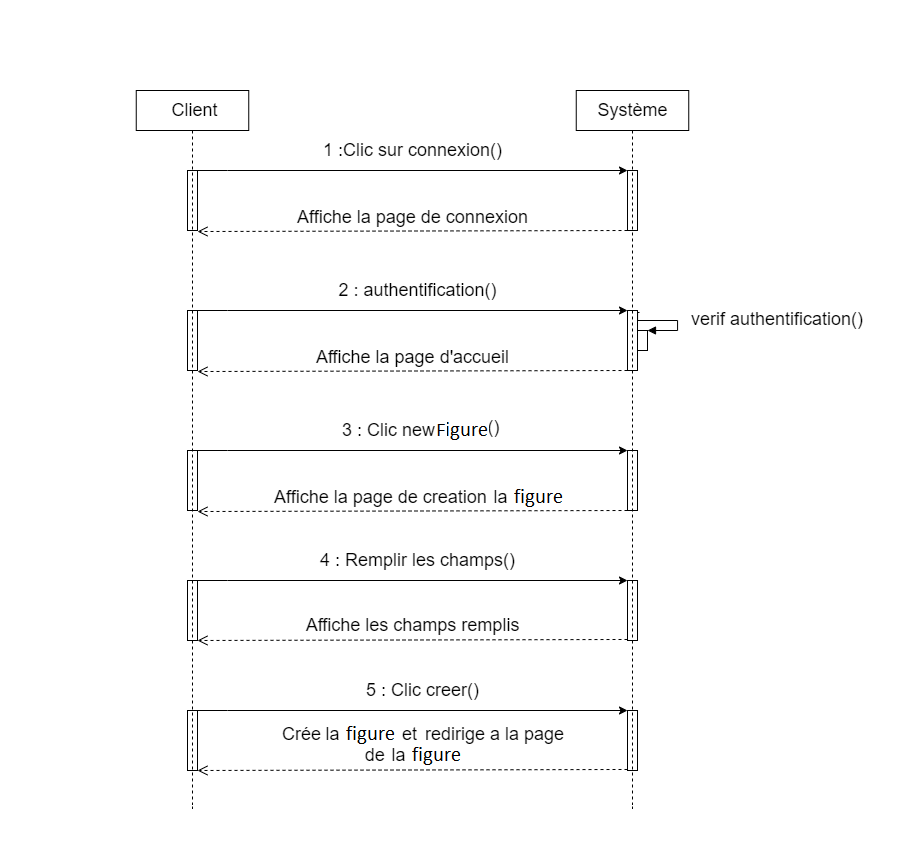 Client
Système
1 :Clic sur connexion()
Affiche la page de connexion
2 : authentification()
verif authentification()
Affiche la page d'accueil
3 : Clic newFigure()
Affiche la page de creation la figure
4 : Remplir les champs()
Affiche les champs remplis
5 : Clic creer()
Crée la figure et redirige a la page
de la figure